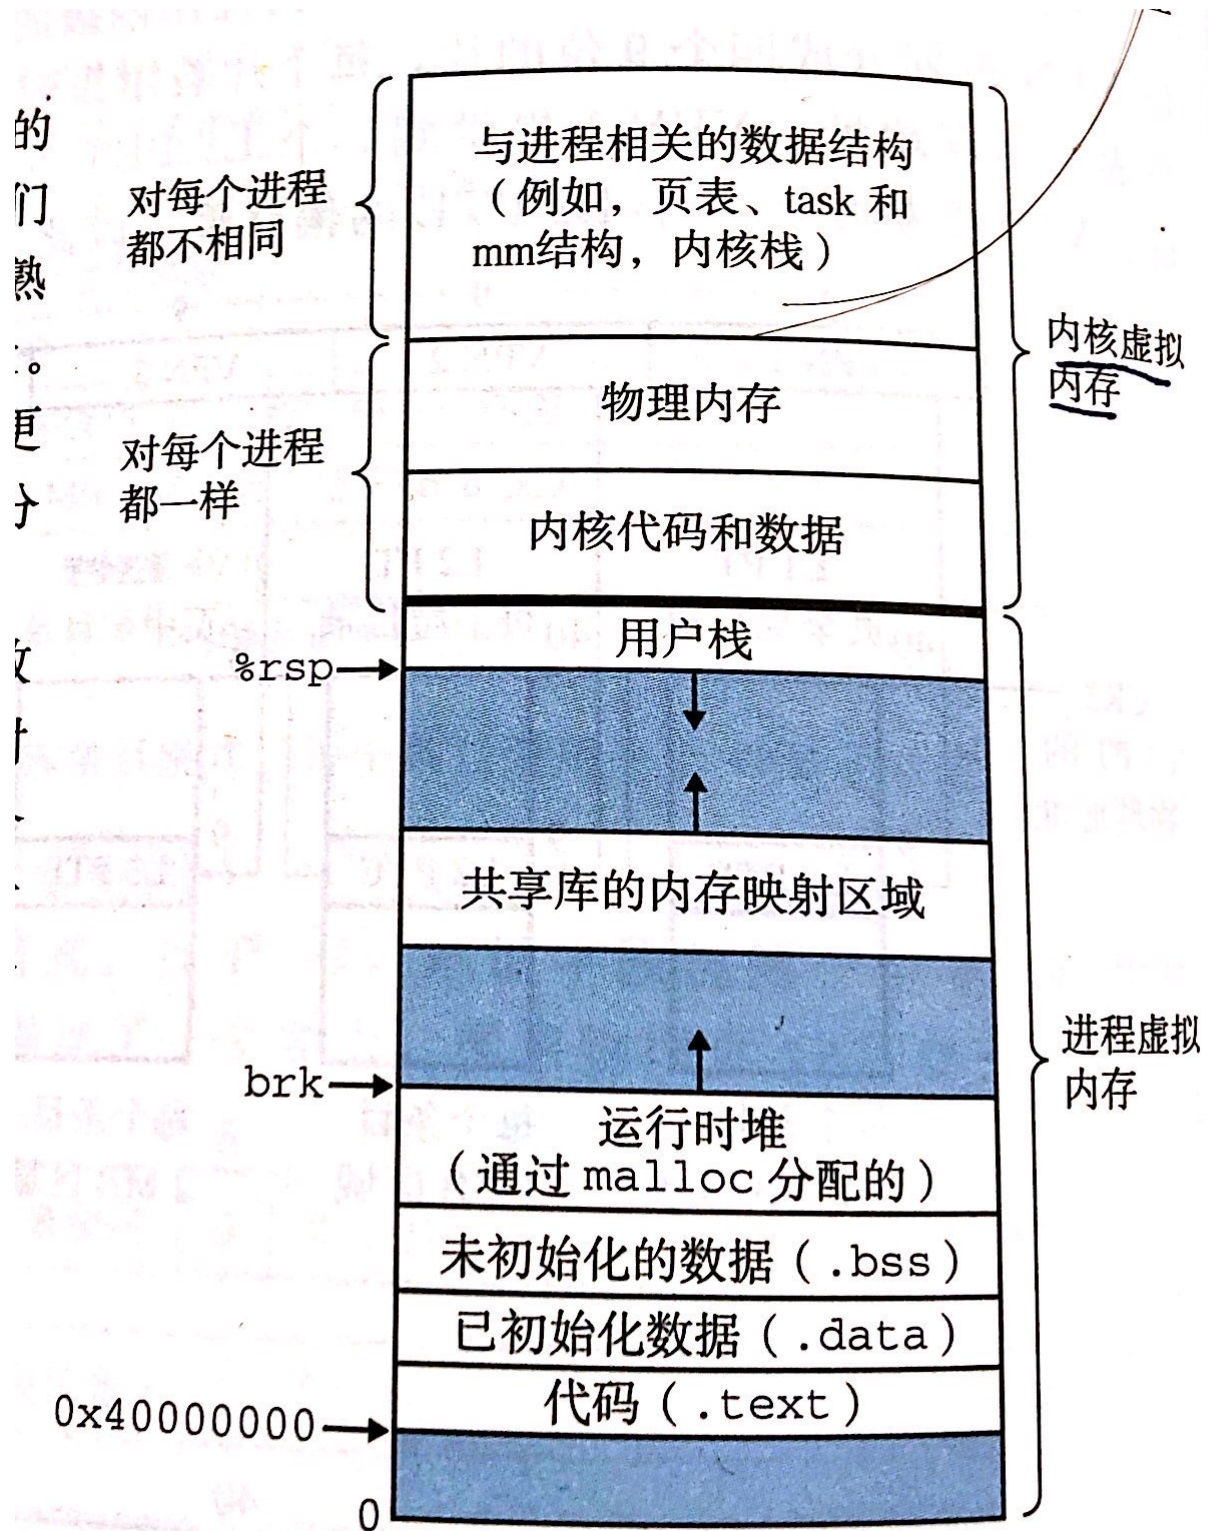 的
们
熟
。
更
分
对每个进程
都不相同
与进程相关的数据结构
（例如，页表、task 和
mm结构，内核栈）
内核虚拟
内存
对每个进程
都一样
物理内存
内核代码和数据
用户栈
%rsp
共享库的内存映射区域
brk
进程虚拟
内存
运行时堆
（通过 malloc 分配的）
未初始化的数据（.bss）
已初始化数据（.data）
代码（.text）
0x40000000
0